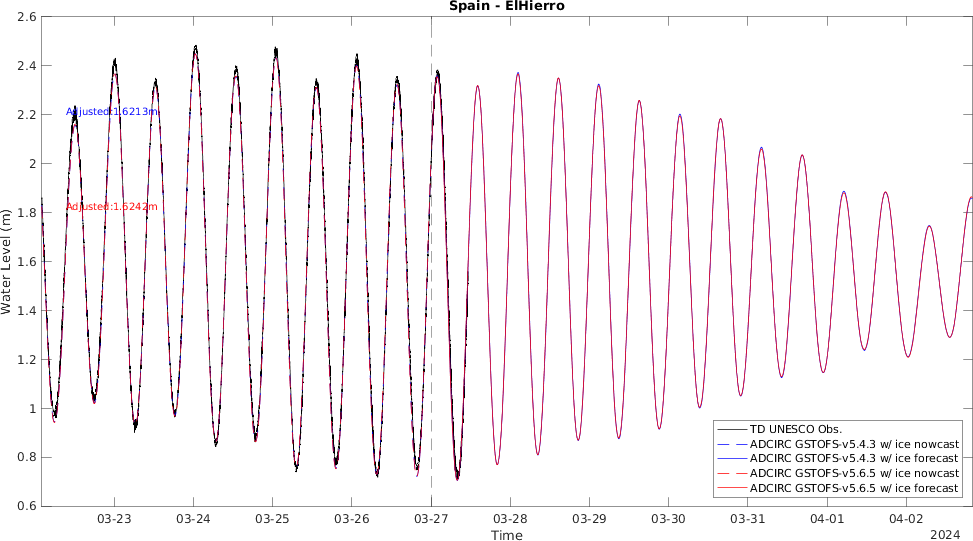 Spain - ElHierro
2.6
2.4
2.2
2
1.8
1.6
1.4
1.2
1
0.8
0.6
Water Level (m)
Adjusted:1.6213m
Adjusted:1.6242m
TD UNESCO Obs.
ADCIRC GSTOFS-v5.4.3 w/ ice nowcast
ADCIRC GSTOFS-v5.4.3 w/ ice forecast
ADCIRC GSTOFS-v5.6.5 w/ ice nowcast
ADCIRC GSTOFS-v5.6.5 w/ ice forecast
03-23 03-24 03-25 03-26 03-27 03-28 03-29 03-30 03-31 04-01 04-02
Time
2024